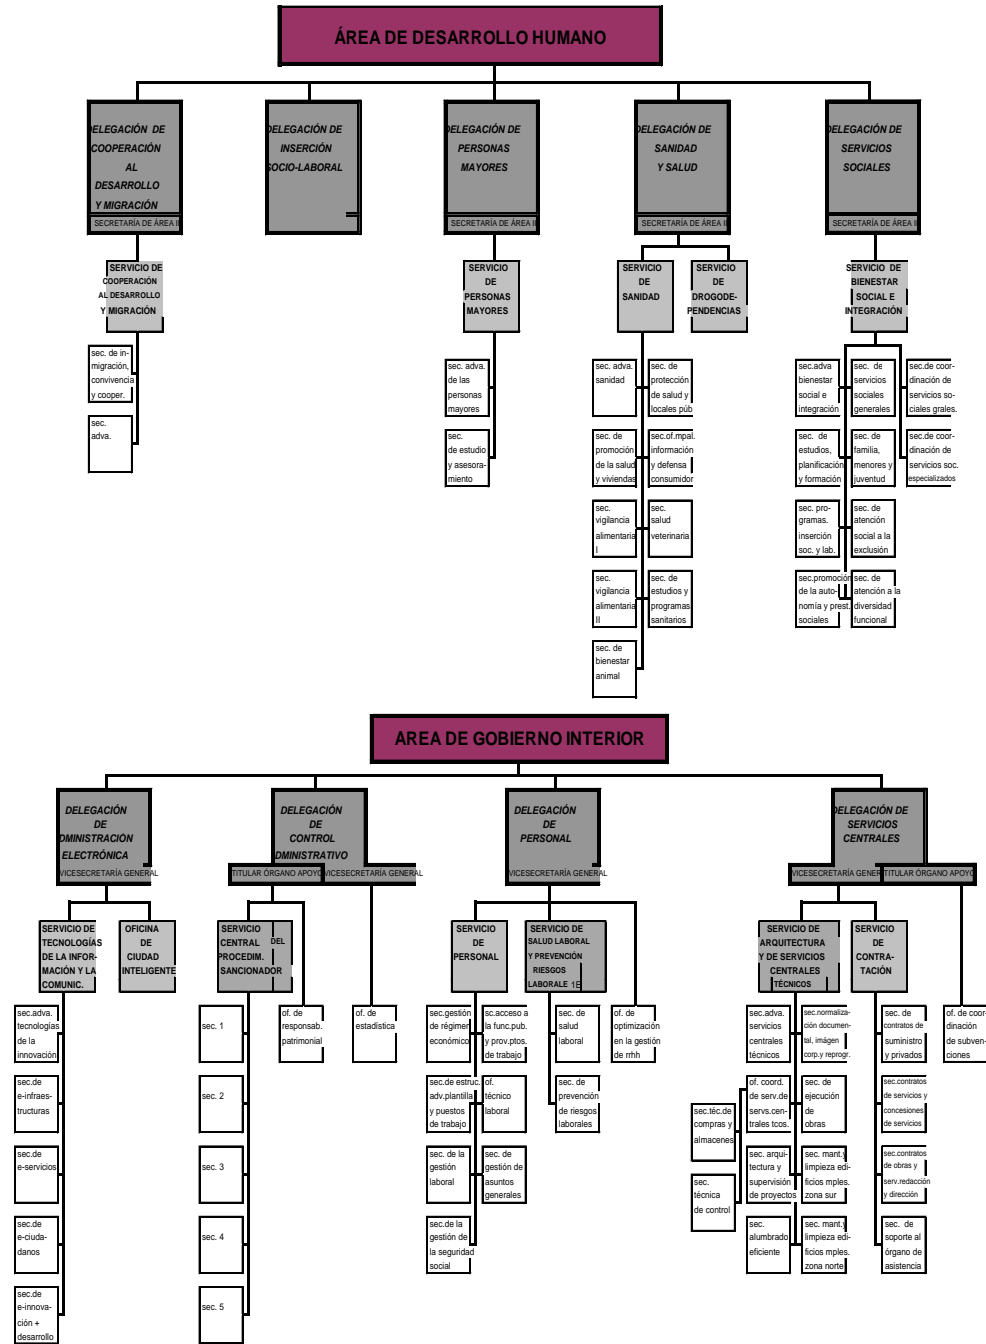 ÁREA DE DESARROLLO HUMANO
DELEGACIÓN DE
COOPERACIÓN
AL
DESARROLLO
Y MIGRACIÓN
SECRETARÍA DE ÁREA II
DELEGACIÓN DE
INSERCIÓN
SOCIO-LABORAL
DELEGACIÓN DE
PERSONAS
MAYORES
SECRETARÍA DE ÁREA II
DELEGACIÓN DE
SANIDAD
Y SALUD
SECRETARÍA DE ÁREA II
DELEGACIÓN DE
SERVICIOS
SOCIALES
SECRETARÍA DE ÁREA II
SERVICIO DE
COOPERACIÓN
AL DESARROLLO
Y MIGRACIÓN
SERVICIO
DE
PERSONAS
MAYORES
SERVICIO
DE
SANIDAD
SERVICIO
DE
DROGODE-
PENDENCIAS
SERVICIO DE
BIENESTAR
SOCIAL E
INTEGRACIÓN
sec. de in-
migración,
convivencia
y cooper.
sec.
adva.
sec. adva.
de las
personas
mayores
sec.
de estudio
y asesora-
miento
sec. adva.
sanidad
sec. de
protección
de salud y
locales púb
sec. de
promoción
de la salud
y viviendas
sec.of.mpal.
información
y defensa
consumidor
sec.
vigilancia
alimentaria
I
sec.
salud
veterinaria
sec.
vigilancia
alimentaria
II
sec. de
estudios y
programas
sanitarios
sec. de
bienestar
animal
sec.adva
bienestar
social e
integración
sec. de
servicios
sociales
generales
sec.de coor-
dinación de
servicios so-
ciales grales.
sec. de
estudios,
planificación
y formación
sec. de
familia,
menores y
juventud
sec.de coor-
dinación de
servicios soc.
especializados
sec. pro-
gramas.
inserción
soc. y lab.
sec. de
atención
social a la
exclusión
sec.promoción
de la auto-
nomía y prest.
sociales
sec. de
atención a la
diversidad
funcional
AREA DE GOBIERNO INTERIOR
DELEGACIÓN
DE
DMINISTRACIÓN
ELECTRÓNICA
VICESECRETARÍA GENERAL
DELEGACIÓN
DE
CONTROL
DMINISTRATIVO
TITULAR ÓRGANO APOYO
VICESECRETARÍA GENERAL
DELEGACIÓN
DE
PERSONAL
VICESECRETARÍA GENERAL
DELEGACIÓN DE
SERVICIOS
CENTRALES
VICESECRETARÍA GENER
TITULAR ÓRGANO APOYO
SERVICIO DE
TECNOLOGÍAS
DE LA INFOR-
MACIÓN Y LA
COMUNIC.
OFICINA
DE
CIUDAD
INTELIGENTE
SERVICIO
CENTRAL DEL
PROCEDIM.
SANCIONADOR
SERVICIO
DE
PERSONAL
SERVICIO DE
SALUD LABORAL
Y PREVENCIÓN
RIESGOS
LABORALE 1E
SERVICIO DE
ARQUITECTURA
Y DE SERVICIOS
CENTRALES
TÉCNICOS
SERVICIO
DE
CONTRA-
TACIÓN
sec.adva.
tecnologías
de la
innovación
sec.de
e-infraes-
tructuras
sec.de
e-servicios
sec.de
e-ciuda-
danos
sec.de
e-innova-
ción +
desarrollo
sec. 1
sec. 2
sec. 3
sec. 4
sec. 5
of. de
responsab.
patrimonial
of. de
estadística
sec.gestión
de régimen
económico
sc.acceso a
la func.pub.
y prov.ptos.
de trabajo
sec.de estruc.
adv.plantilla
y puestos
de trabajo
of.
técnico
laboral
sec. de la
gestión
laboral
sec. de
gestión de
asuntos
generales
sec.de la
gestión de
la seguridad
social
sec. de
salud
laboral
sec. de
prevención
de riesgos
laborales
of. de
optimización
en la gestión
de rrhh
sec.adva.
servicios
centrales
técnicos
sec.normaliza-
ción documen-
tal, imágen
corp.y reprogr.
of. coord.
de serv.de
servs.cen-
trales tcos.
sec. de
ejecución
de
obras
sec.téc.de
compras y
almacenes
sec.
técnica
de control
sec. arqui-
tectura y
supervisión
de proyectos
sec. mant.y
limpieza edi-
ficios mples.
zona sur
sec.
alumbrado
eficiente
sec. mant.y
limpieza edi-
ficios mples.
zona norte
sec. de
contratos de
suministro
y privados
sec.contratos
de servicios y
concesiones
de servicios
sec.contratos
de obras y
serv.redacción
y dirección
sec. de
soporte al
órgano de
asistencia
of. de coor-
dinación
de subven-
ciones